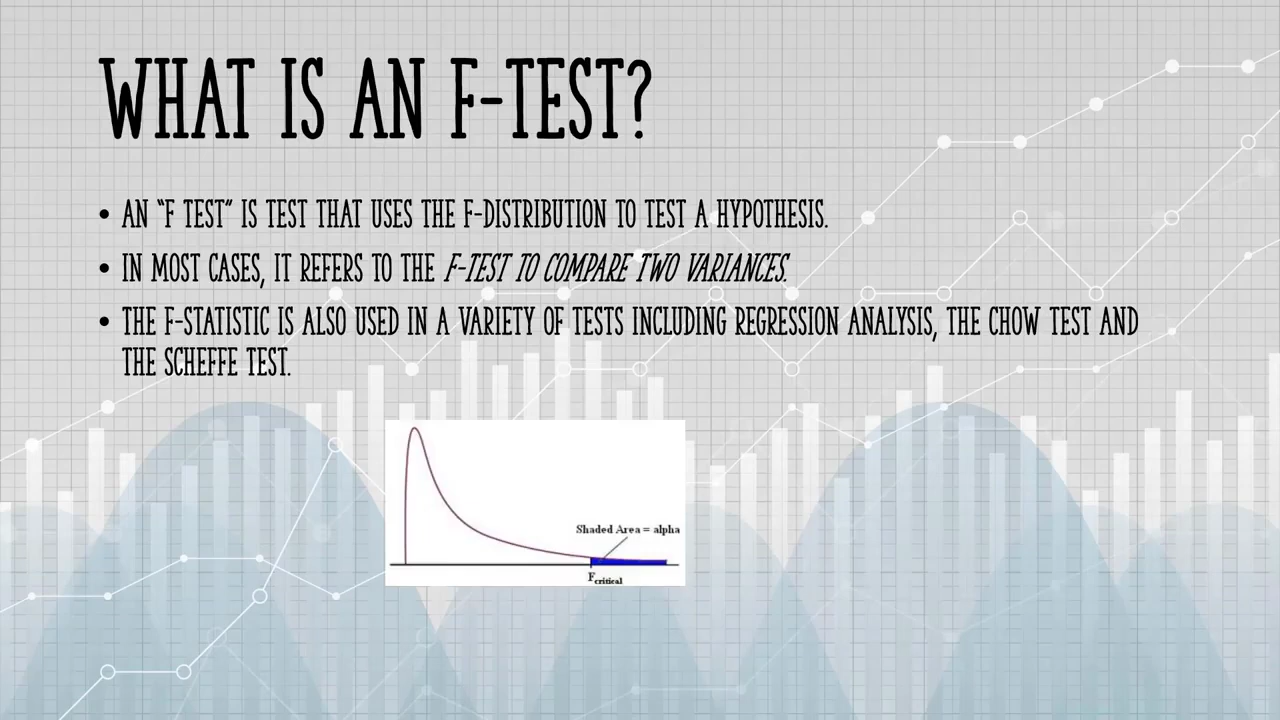 WHAT IS AN F-TEST?
• AN “F TEST” IS TEST THAT USES THE F-DISTRIBUTION TO TEST A HYPOTHESIS.
• IN MOST CASES, IT REFERS TO THE F-TEST TO COMPARE TWO VARIANCES.
• THE F-STATISTIC IS ALSO USED IN A VARIETY OF TESTS INCLUDING REGRESSION ANALYSIS, THE CHOW TEST AND
THE SCHEFFE TEST.
Shaded Area = alpha
Fcritical